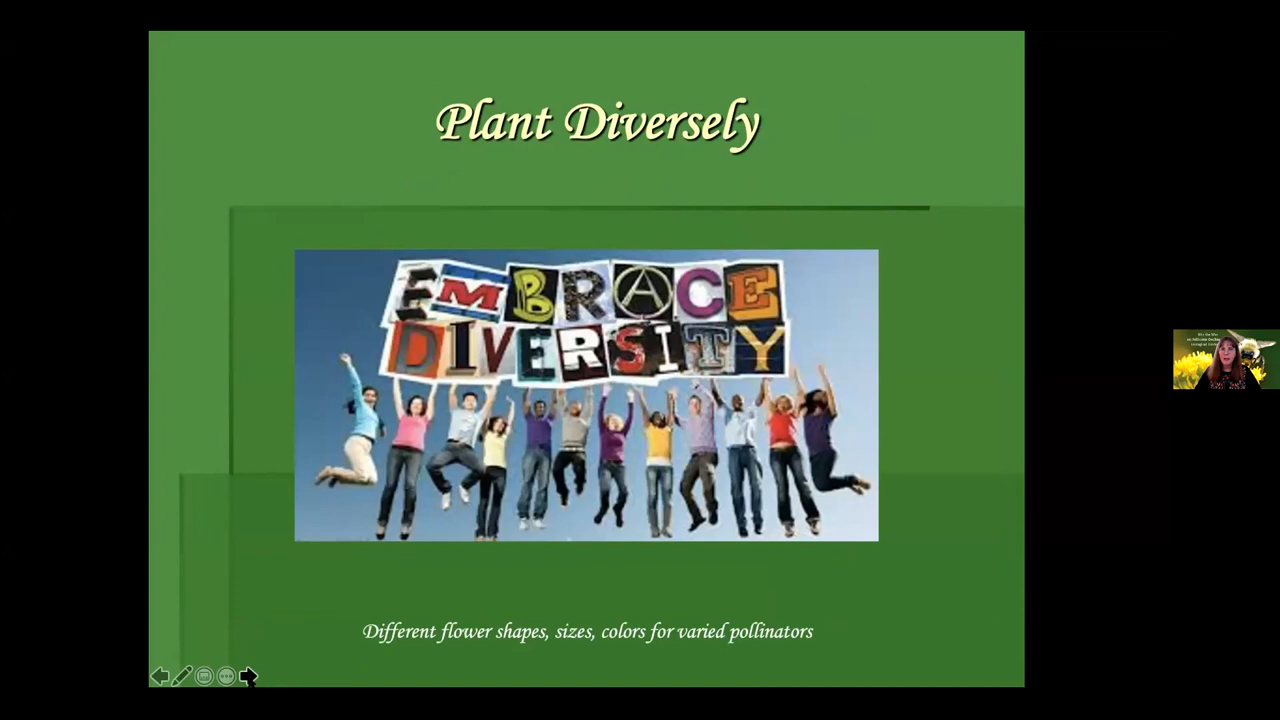 Plant Diversely
EMBRACE
DIVERSITY
Different flower shapes, sizes, colors for varied pollinators